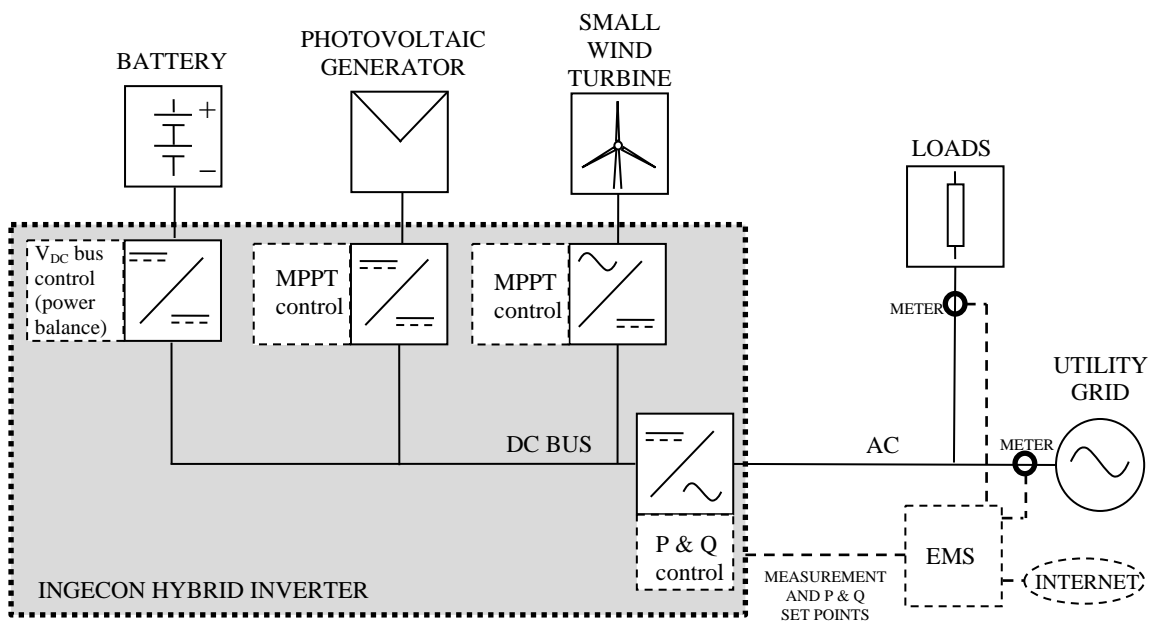 BATTERY
+
−
PHOTOVOLTAIC
GENERATOR
SMALL
WIND
TURBINE
LOADS
V_DC bus
control
(power
balance)
MPPT
control
MPPT
control
METER
UTILITY
GRID
METER
DC BUS
AC
P & Q
control
EMS
INTERNET
MEASUREMENT
AND P & Q
SET POINTS
INGECON HYBRID INVERTER